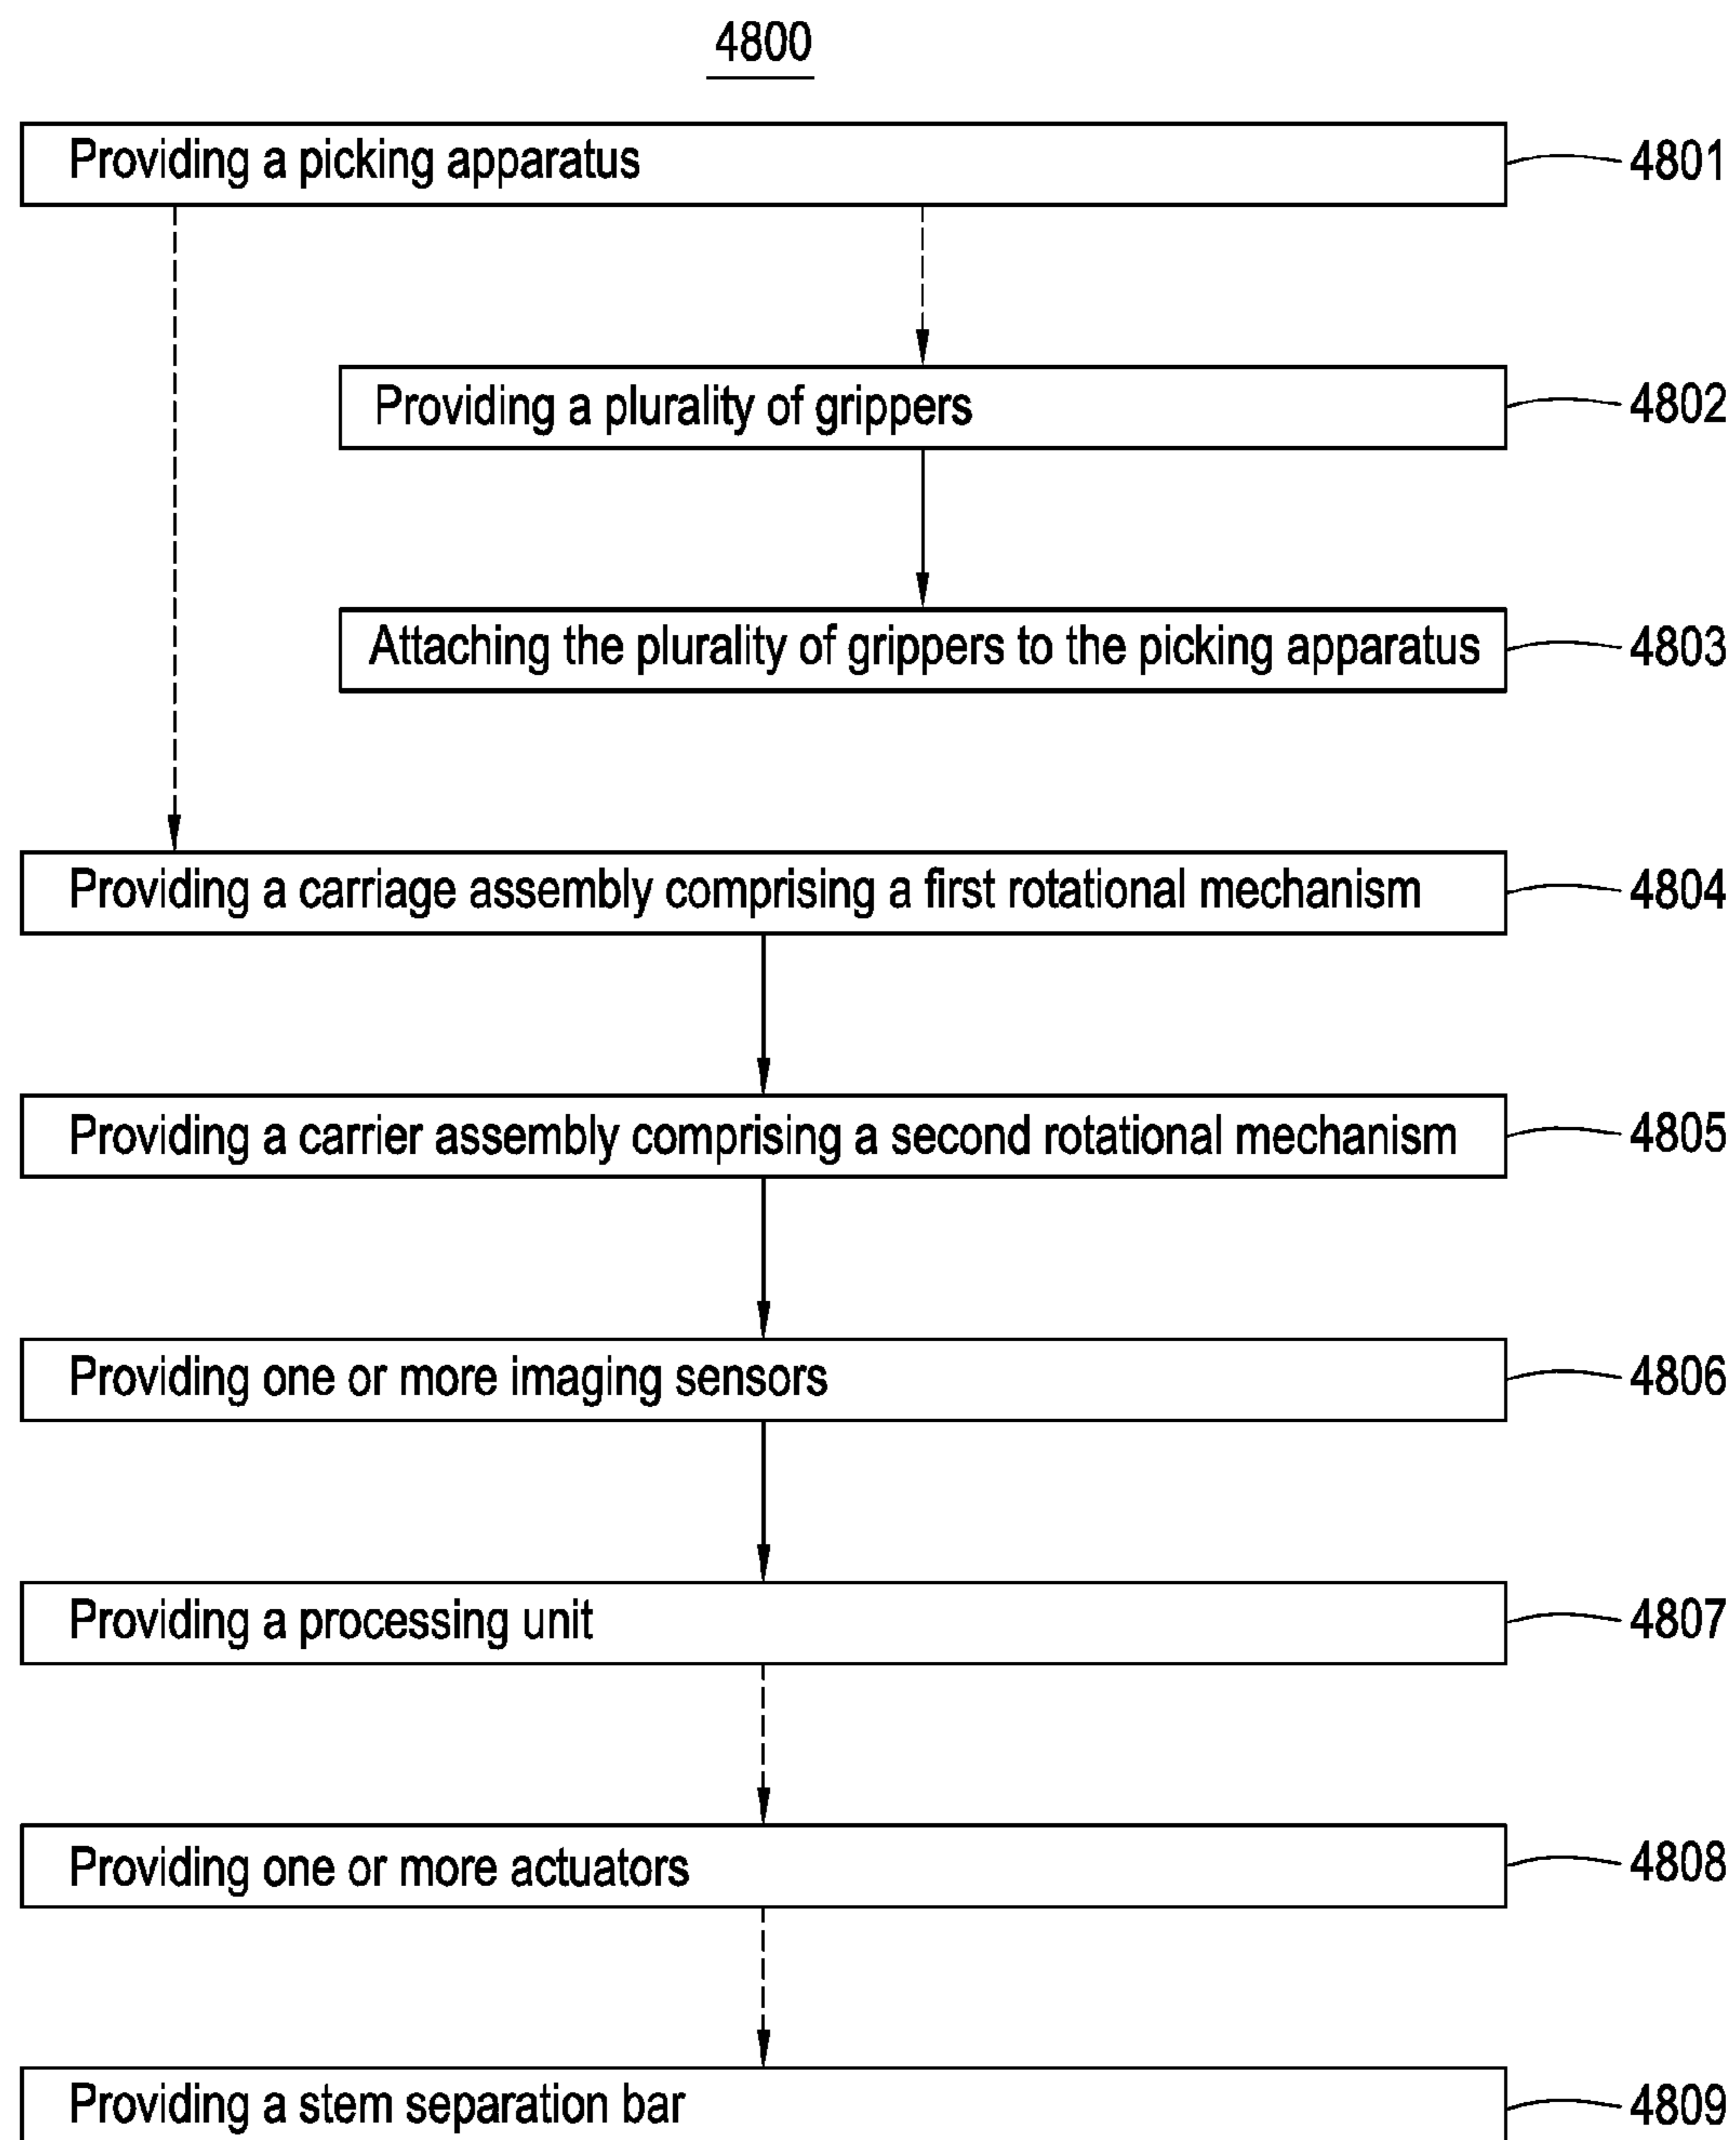 4800
Providing a picking apparatus
4801
Providing a plurality of grippers
4802
Attaching the plurality of grippers to the picking apparatus
4803
Providing a carriage assembly comprising a first rotational mechanism
4804
Providing a carrier assembly comprising a second rotational mechanism
4805
Providing one or more imaging sensors
4806
Providing a processing unit
4807
Providing one or more actuators
4808
Providing a stem separation bar
4809